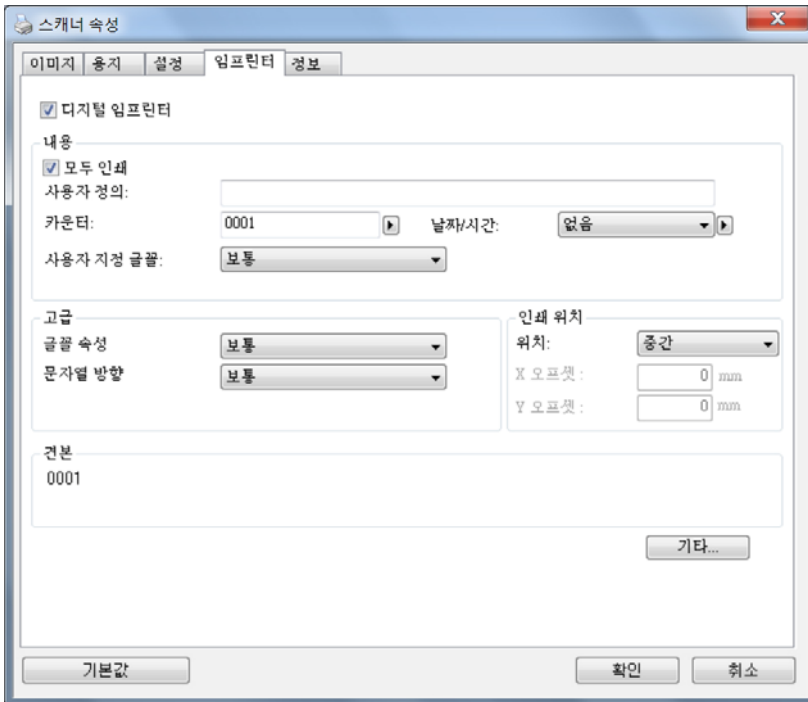 스캐너 속성
이미지 용지 설정 임프린터 정보
디지털 임프린터
내용
모두 인쇄
사용자 정의:
카운터: 0001 날짜/시간: 없음
사용자 지정 글꼴: 보통
고급
글꼴 속성 보통
문자열 방향 보통
인쇄 위치
위치: 중간
X 오프셋 : 0 mm
Y 오프셋 : 0 mm
견본
0001
기타...
기본값 확인 취소